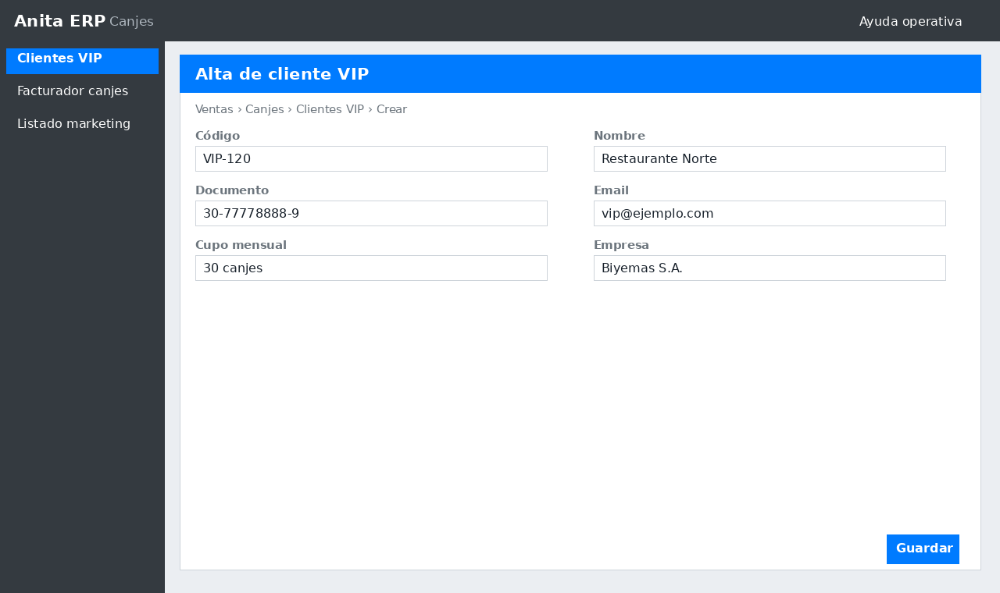 Anita ERP Canjes
Ayuda operativa
Clientes VIP
Facturador canjes
Listado marketing
Alta de cliente VIP
Ventas › Canjes › Clientes VIP › Crear
Código
VIP-120
Nombre
Restaurante Norte
Documento
30-77778888-9
Email
vip@ejemplo.com
Cupo mensual
30 canjes
Empresa
Biyemas S.A.
Guardar